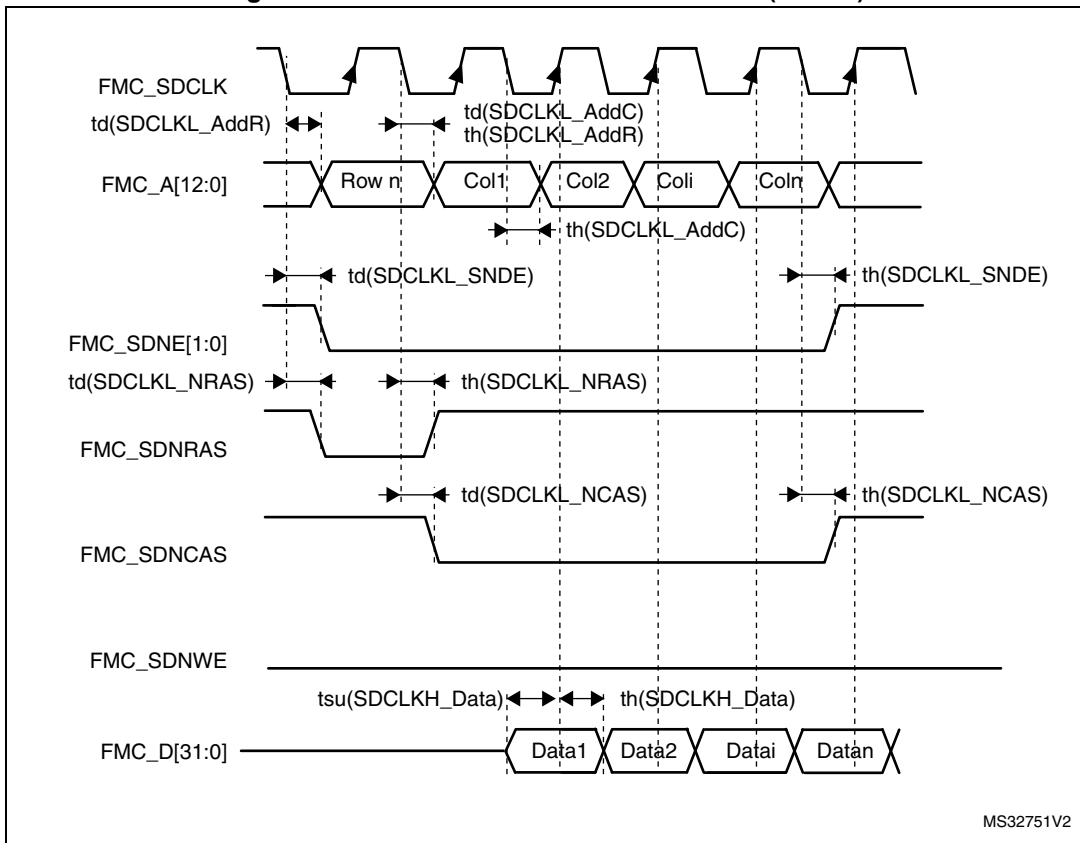 FMC_SDCLK
td(SDCLKL_AddR)
td(SDCLKL_AddC)
th(SDCLKL_AddR)
FMC_A[12:0]
Row n
Col1
Col2
Coli
Coln
th(SDCLKL_AddC)
td(SDCLKL_SNDE)
th(SDCLKL_SNDE)
FMC_SDNE[1:0]
td(SDCLKL_NRAS)
th(SDCLKL_NRAS)
FMC_SDNRAS
td(SDCLKL_NCAS)
th(SDCLKL_NCAS)
FMC_SDNCAS
FMC_SDNWE
tsu(SDCLKH_Data)
th(SDCLKH_Data)
FMC_D[31:0]
Data1
Data2
Datai
Datan
MS32751V2